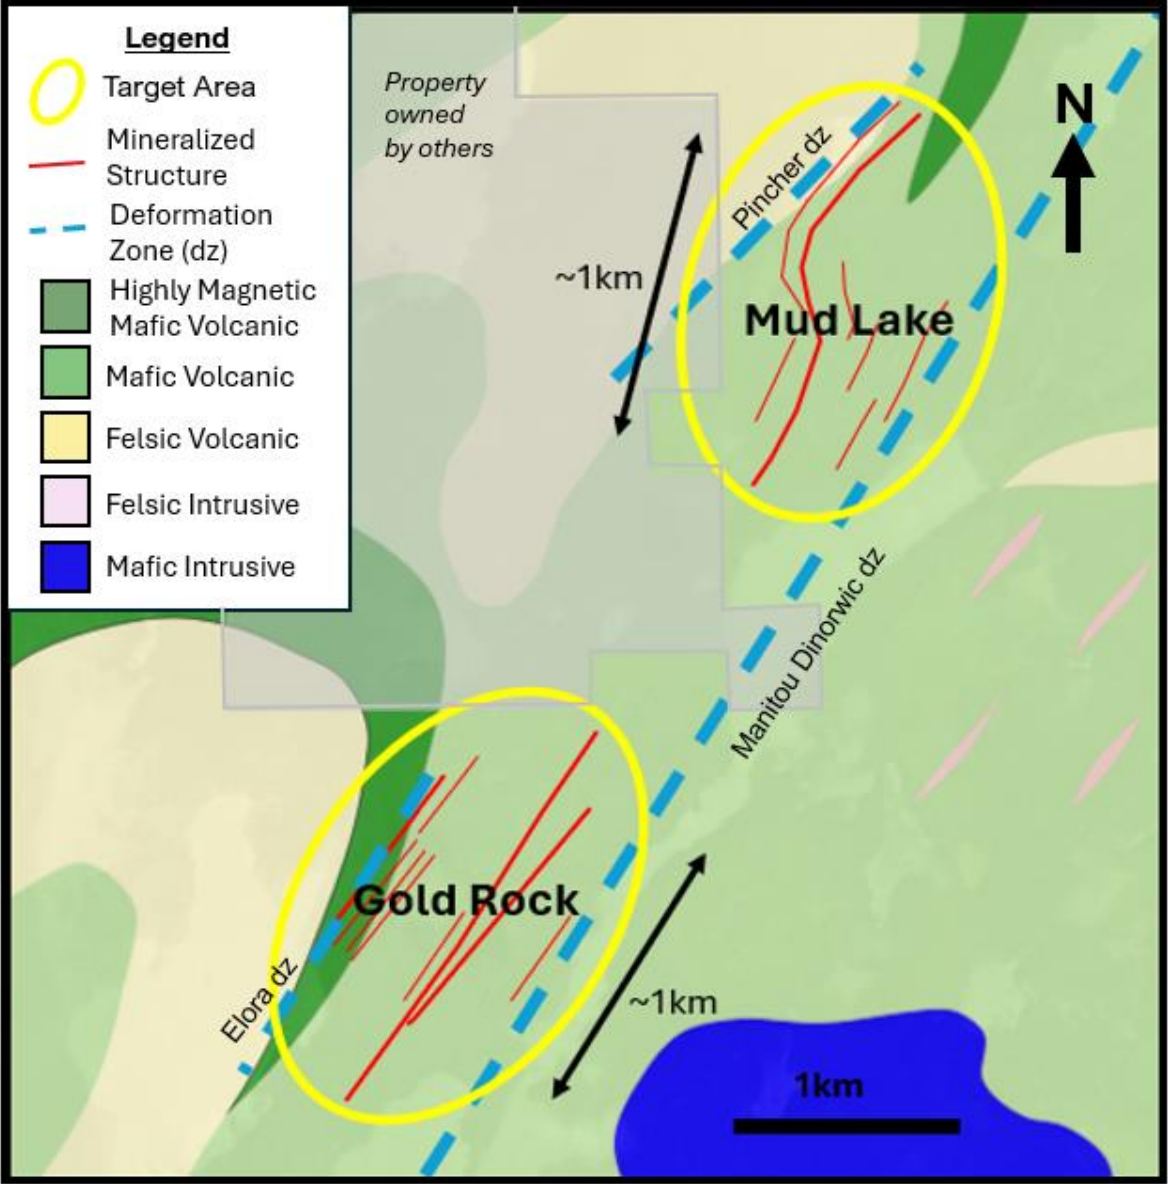 Legend
Target Area
Mineralized
Structure
Deformation
Zone (dz)
Highly Magnetic
Mafic Volcanic
Mafic Volcanic
Felsic Volcanic
Felsic Intrusive
Mafic Intrusive
Property
owned
by others
N
Pincher dz
~1km
Mud Lake
Manitou Dinorwic dz
Gold Rock
Elora dz
~1km
1km